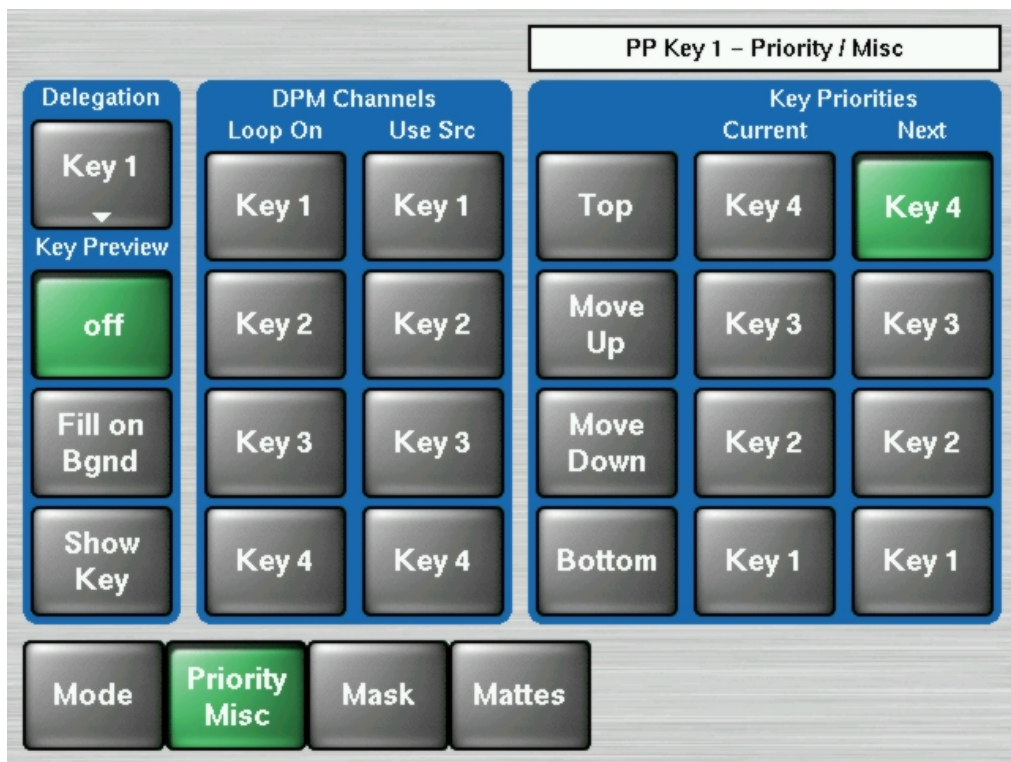 PP Key 1 – Priority / Misc
Delegation
Key 1
Key Preview
off
Fill on
Bgnd
Show
Key
DPM Channels
Loop On Use Src
Key 1 Key 1
Key 2 Key 2
Key 3 Key 3
Key 4 Key 4
Key Priorities
Current Next
Top Key 4 Key 4
Move
Up
Key 3 Key 3
Move
Down
Key 2 Key 2
Bottom Key 1 Key 1
Mode
Priority
Misc
Mask
Mattes